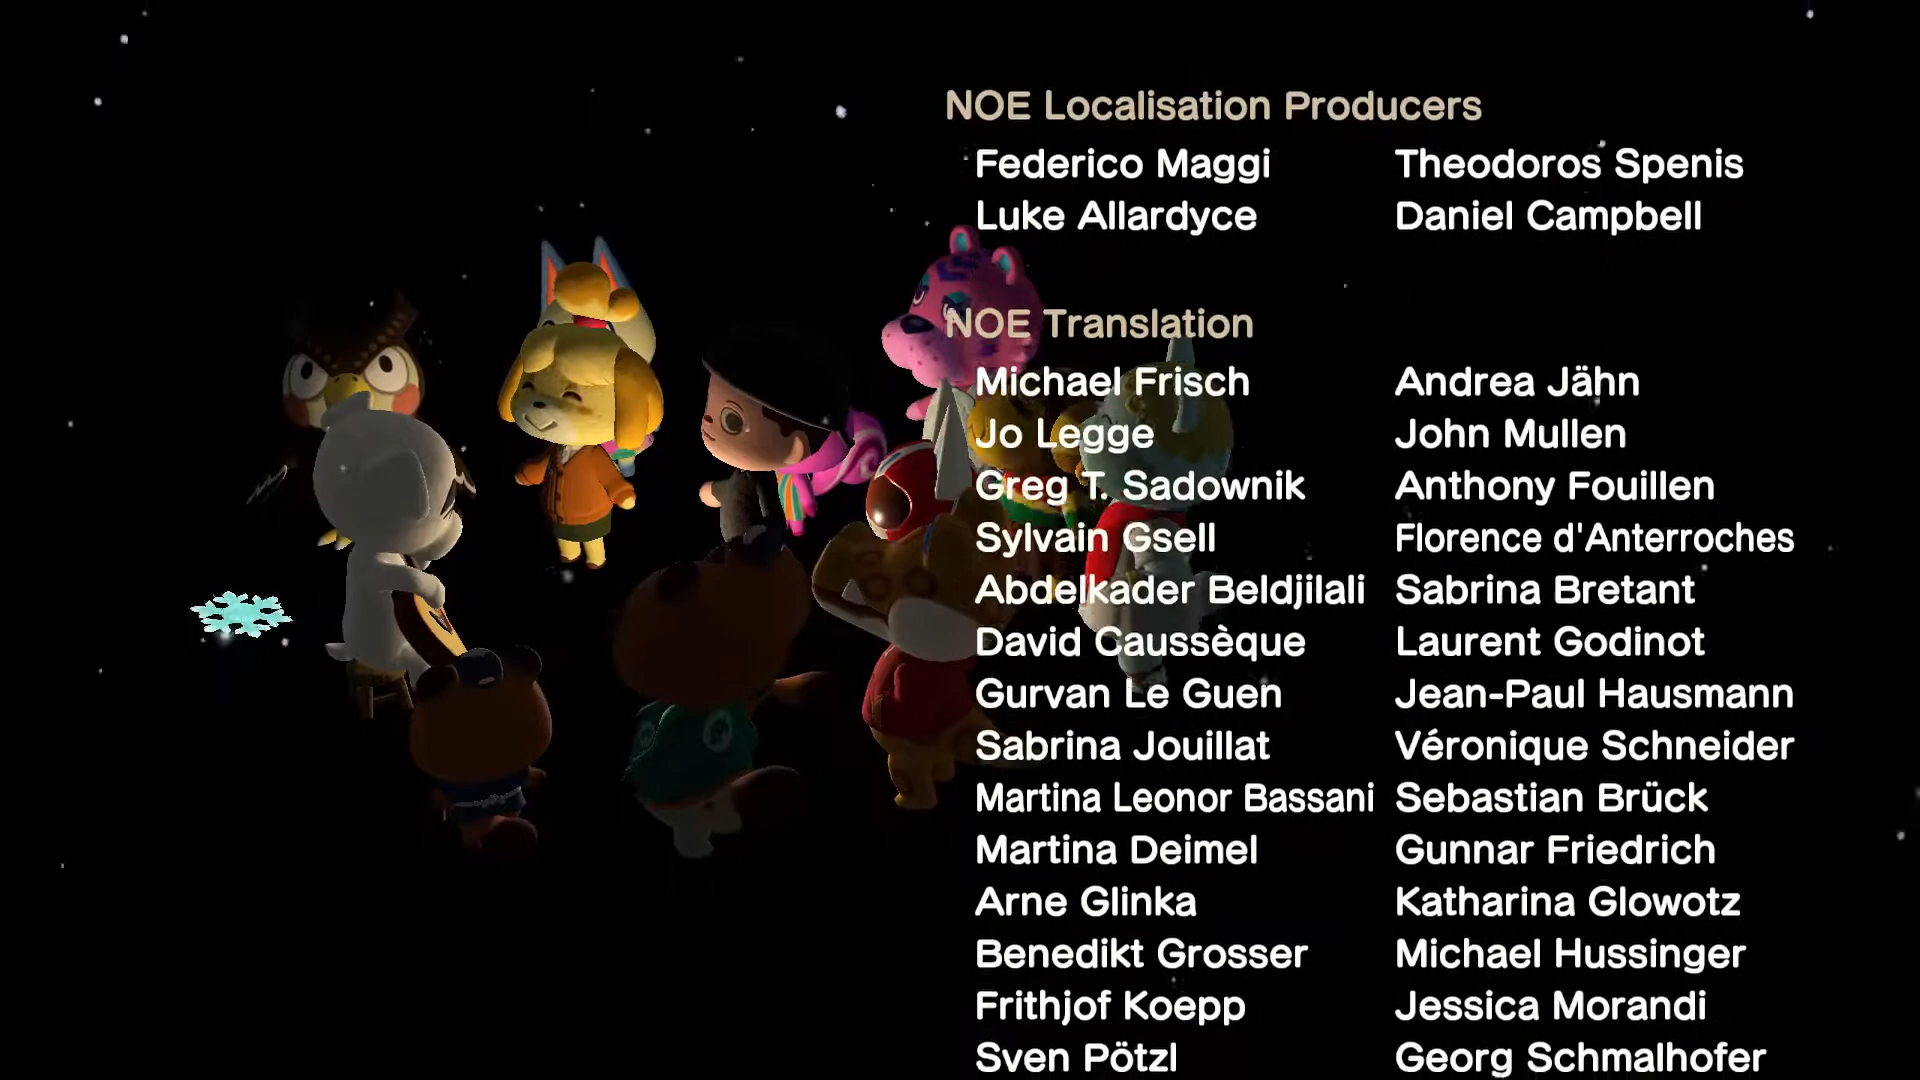 NOE Localisation Producers
Federico Maggi Theodoros Spenis
Luke Allardyce Daniel Campbell
NOE Translation
Michael Frisch Andrea Jähn
Jo Legge John Mullen
Greg T. Sadownik Anthony Fouillen
Sylvain Gsell Florence d'Anterroches
Abdelkader Beldjilali Sabrina Bretant
David Caussèque Laurent Godinot
Gurvan Le Guen Jean-Paul Hausmann
Sabrina Jouillat Véronique Schneider
Martina Leonor Bassani Sebastian Brück
Martina Deimel Gunnar Friedrich
Arne Glinka Katharina Glowotz
Benedikt Grosser Michael Hussinger
Frithjof Koepp Jessica Morandi
Sven Pötzl Georg Schmalhofer